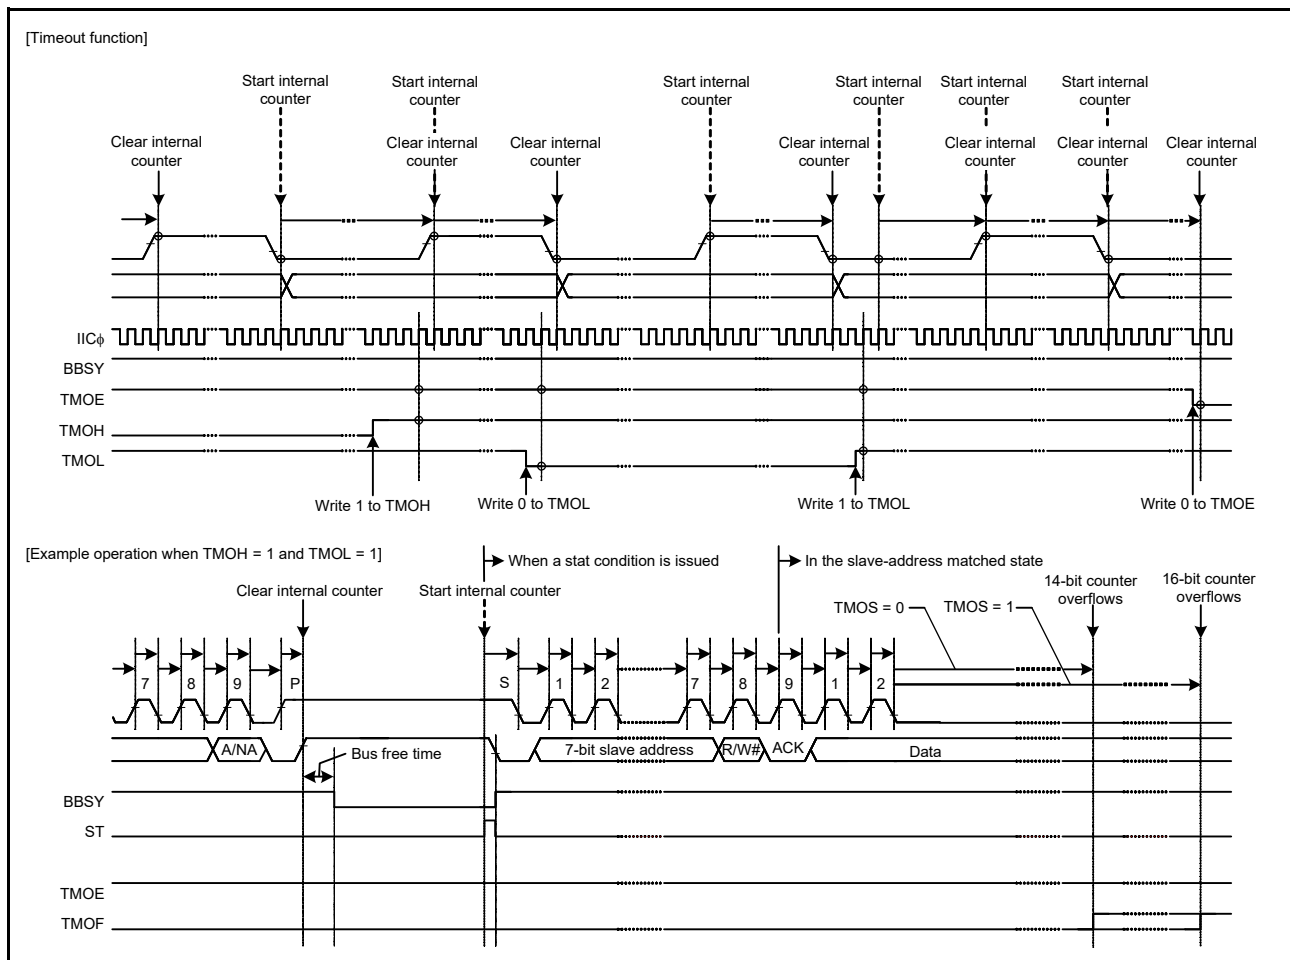 [Timeout function]
Start internal counter
Start internal counter
Start internal counter
Start internal counter
Start internal counter
Start internal counter
Clear internal counter
Clear internal counter
Clear internal counter
Clear internal counter
Clear internal counter
Clear internal counter
Clear internal counter
IICϕ
BBSY
TMOE
TMOH
TMOL
Write 1 to TMOH
Write 0 to TMOL
Write 1 to TMOL
Write 0 to TMOE
[Example operation when TMOH = 1 and TMOL = 1]
When a stat condition is issued
In the slave-address matched state
Clear internal counter
Start internal counter
TMOS = 0
TMOS = 1
14-bit counter overflows
16-bit counter overflows
7 8 9 P S 1 2 7 8 9 1 2
A/NA
7-bit slave address
R/W#
ACK
Data
Bus free time
BBSY
ST
TMOE
TMOF